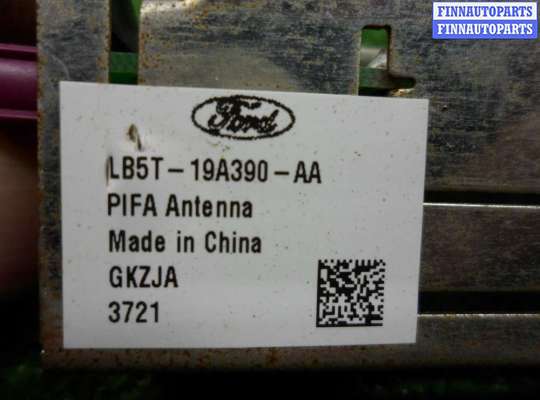 FINNAUTOPARTS
FINNAUTOPARTS
Ford
LB5T-19A390-AA
PIFA Antenna
Made in China
GKZJA
3721